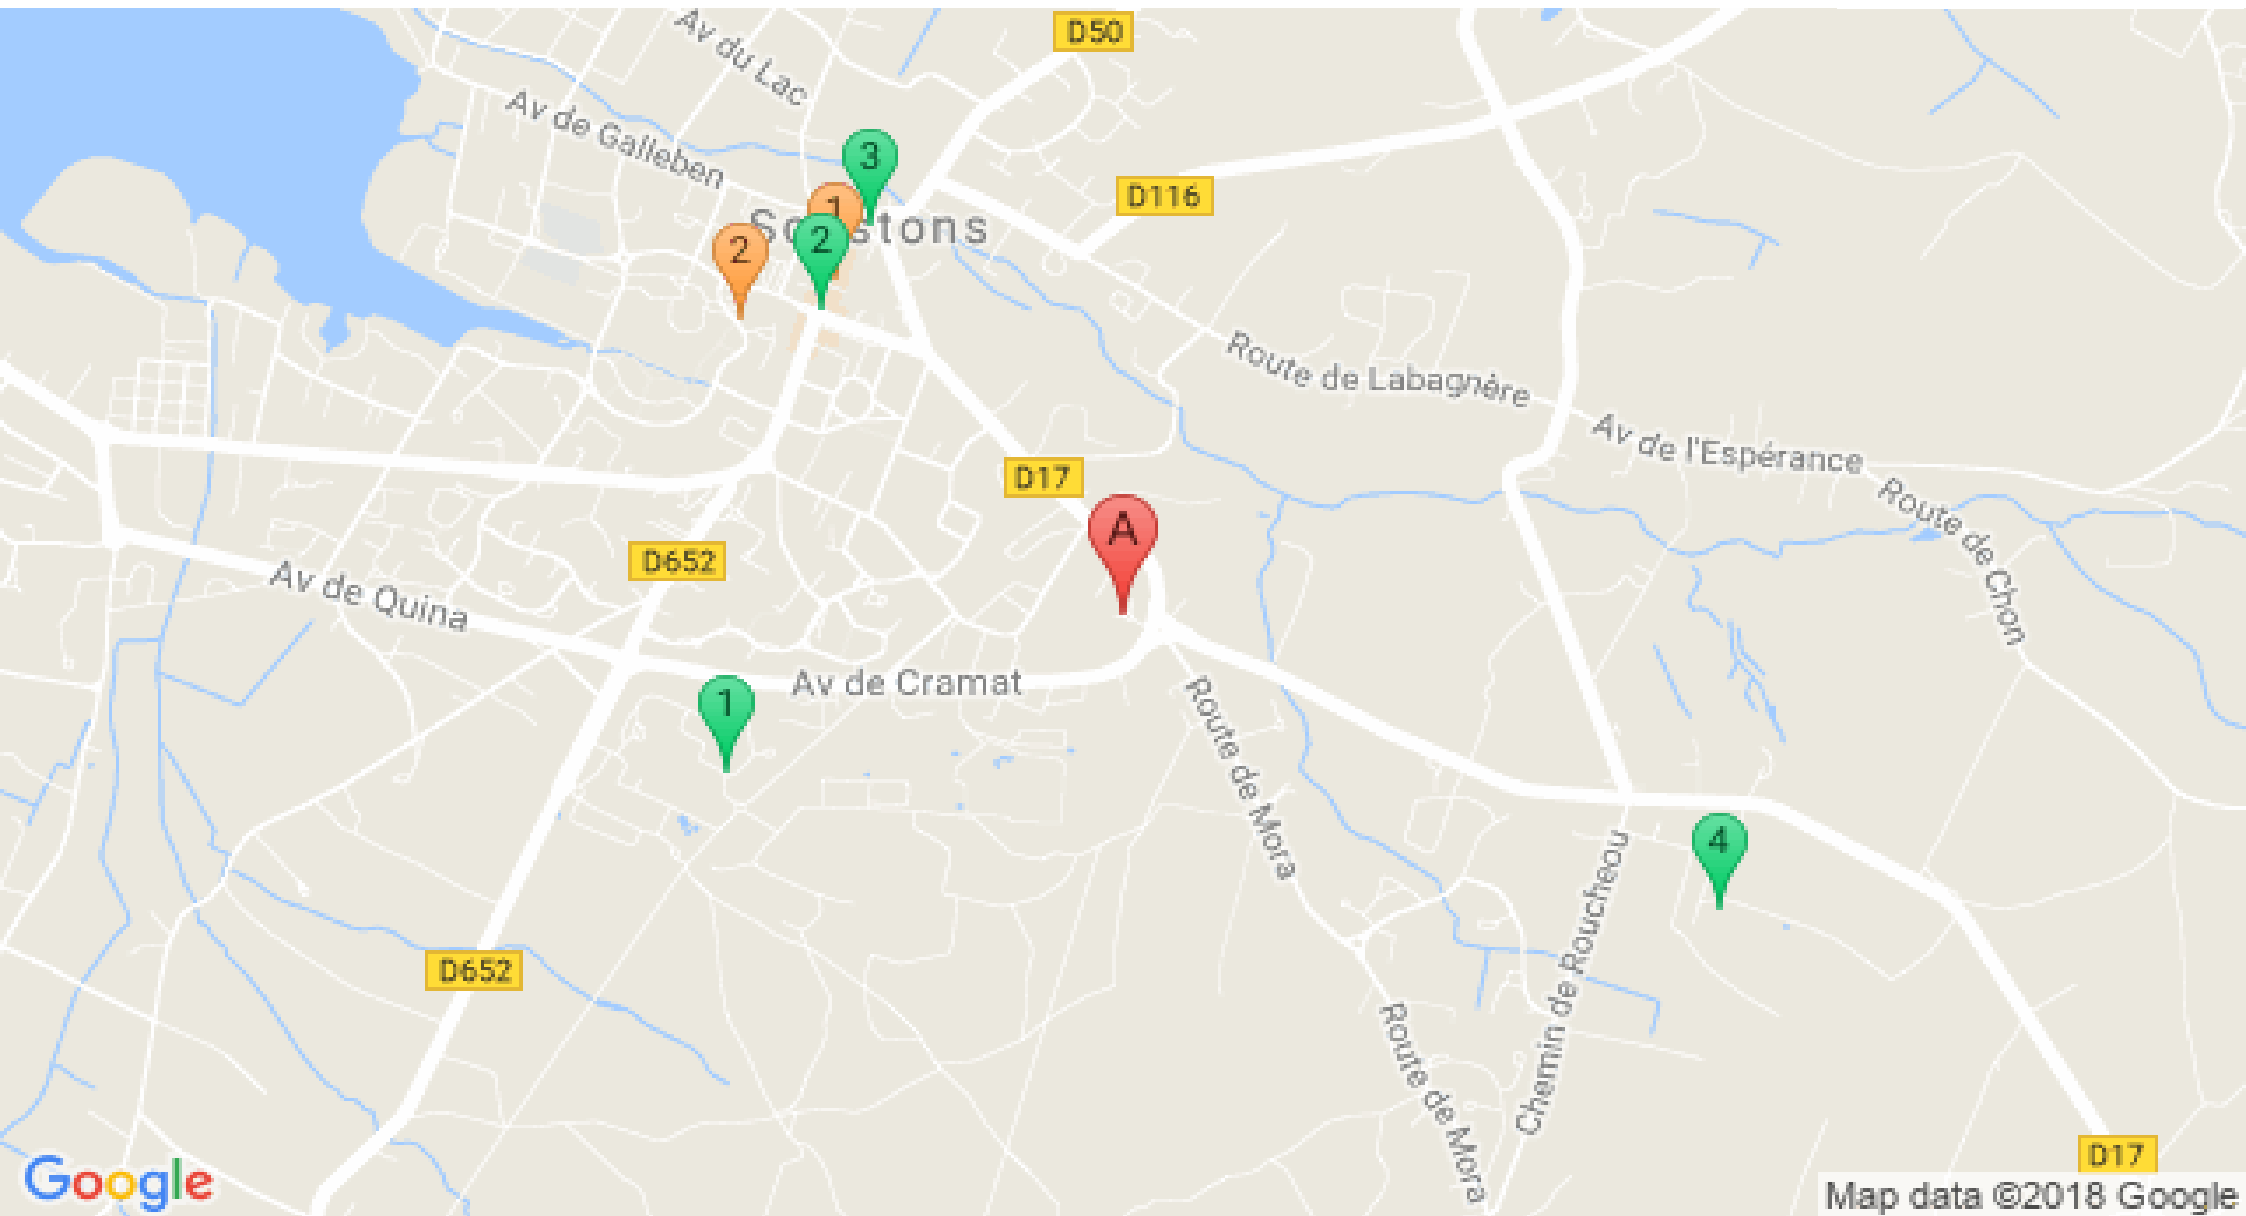 D50
Av du Lac
Av de Galleben
3
D116
1
2
2
Route de Labagnère
Av de l'Espérance
D17
Route de Chon
A
D652
Av de Quina
Av de Cramat
1
Route de Mora
4
Chemin de Roucheou
D652
Route de Mora
D17
Google
Map data ©2018 Google